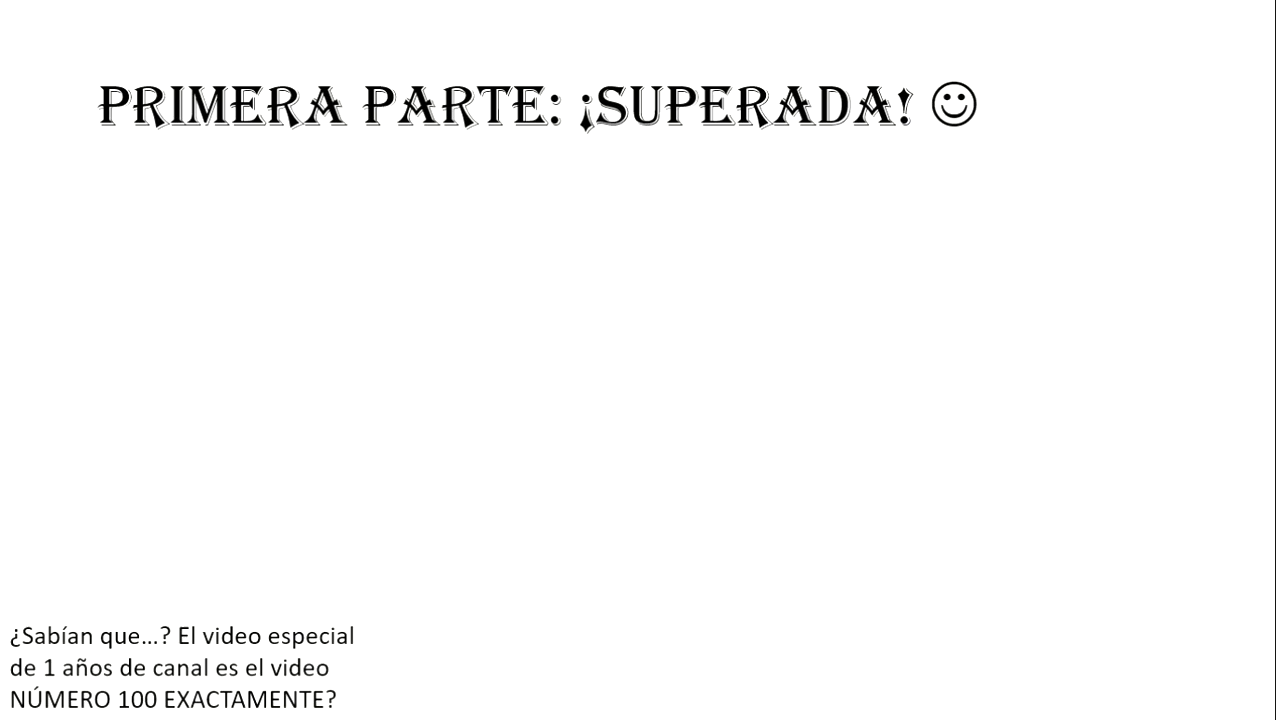 PRIMERA PARTE: ¡SUPERADA! ☺
¿Sabían que...? El video especial
de 1 años de canal es el video
NÚMERO 100 EXACTAMENTE?